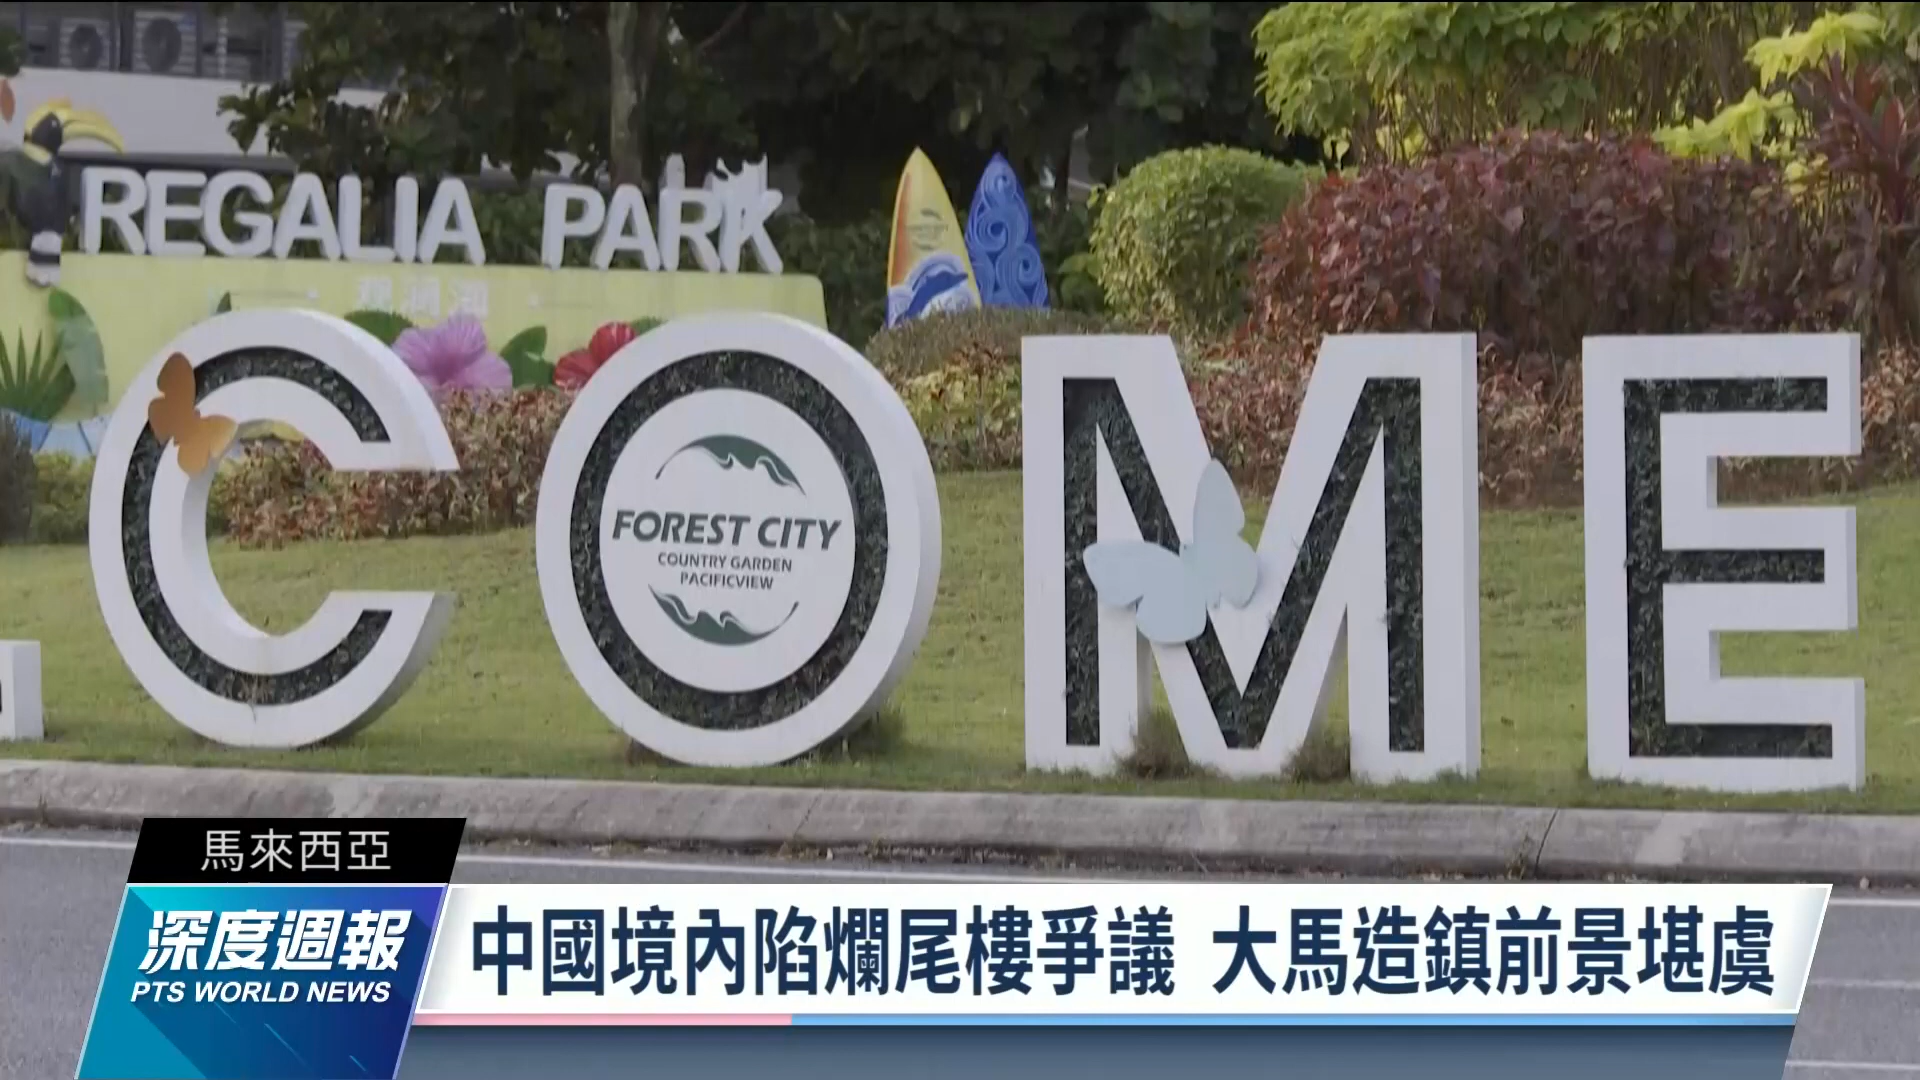 REGALIA PARK
COME
FOREST CITY
COUNTRY GARDEN
PACIFICVIEW
馬來西亞
深度週報
PTS WORLD NEWS
中國境內陷爛尾樓爭議 大馬造鎮前景堪虞